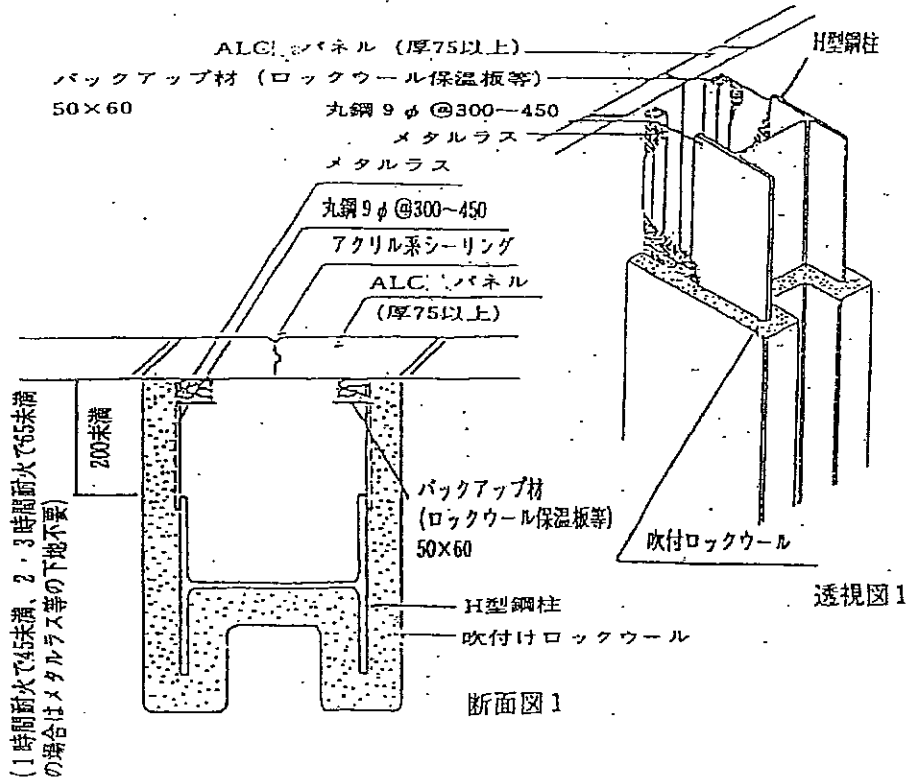 ALCパネル (厚75以上)
H型鋼柱
バックアップ材 (ロックウール保温板等)
50×60
丸鋼 9φ @300〜450
メタルラス
メタルラス
丸鋼 9φ @300〜450
アクリル系シーリング
ALCパネル
(厚75以上)
200未満
(1時間耐火で45未満、2・3時間耐火で65未満
の場合はメタルラス等の下地不要)
バックアップ材
(ロックウール保温板等)
50×60
吹付ロックウール
透視図1
H型鋼柱
吹付けロックウール
断面図1